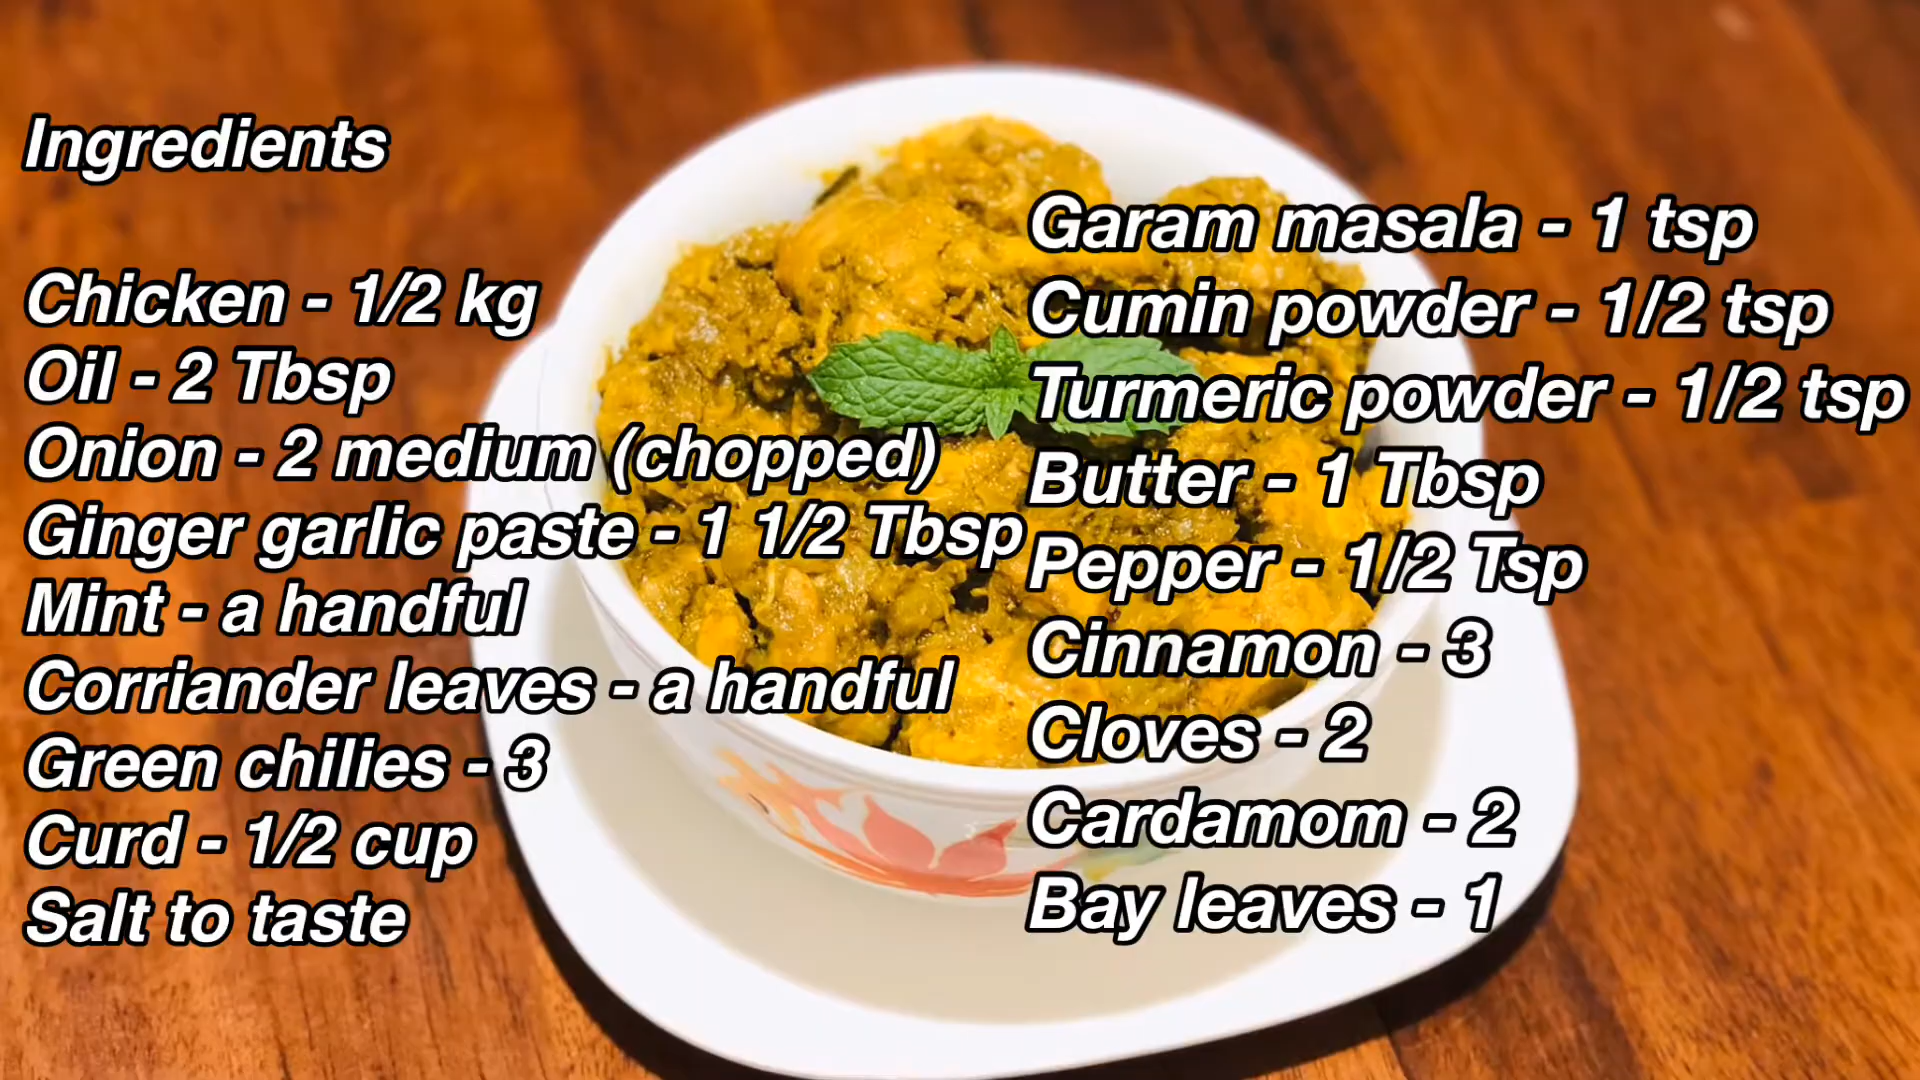 Ingredients
Chicken - 1/2 kg
Oil - 2 Tbsp
Onion - 2 medium (chopped)
Ginger garlic paste - 1 1/2 Tbsp
Mint - a handful
Corriander leaves - a handful
Green chilies - 3
Curd - 1/2 cup
Salt to taste
Garam masala - 1 tsp
Cumin powder - 1/2 tsp
Turmeric powder - 1/2 tsp
Butter - 1 Tbsp
Pepper - 1/2 Tsp
Cinnamon - 3
Cloves - 2
Cardamom - 2
Bay leaves - 1